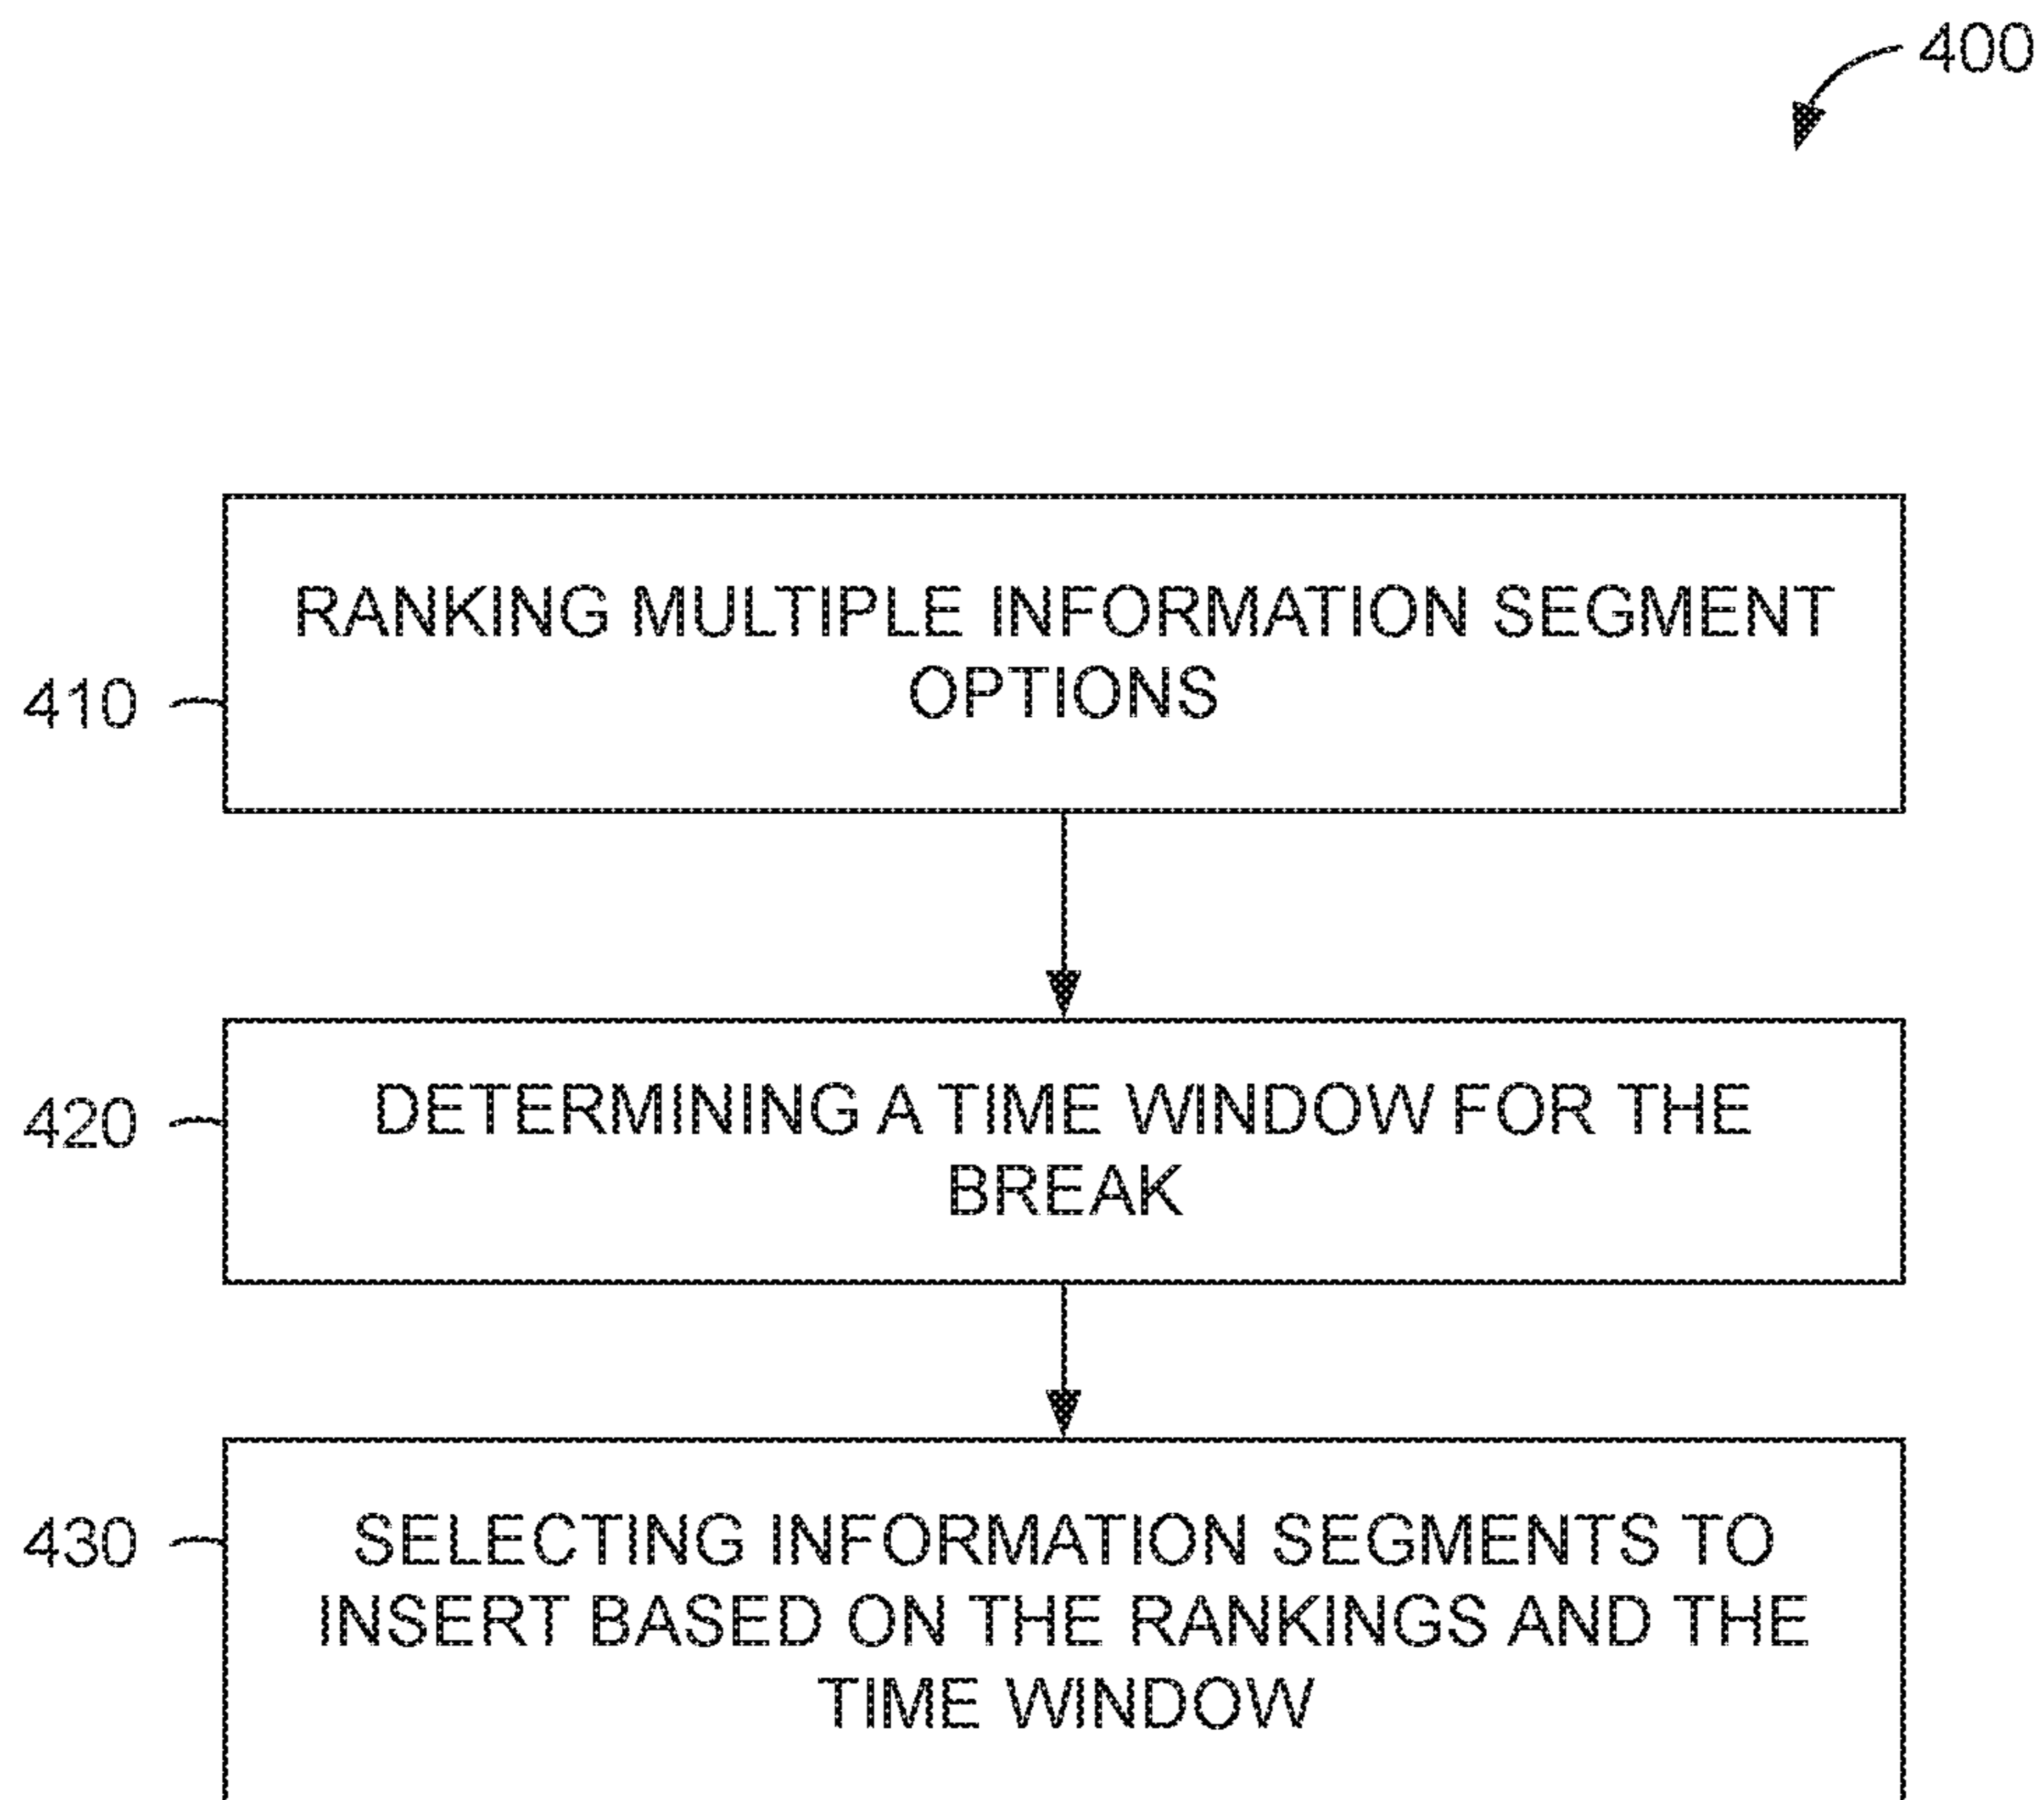 400
RANKING MULTIPLE INFORMATION SEGMENT
OPTIONS
410
DETERMINING A TIME WINDOW FOR THE
BREAK
420
SELECTING INFORMATION SEGMENTS TO
INSERT BASED ON THE RANKINGS AND THE
TIME WINDOW
430